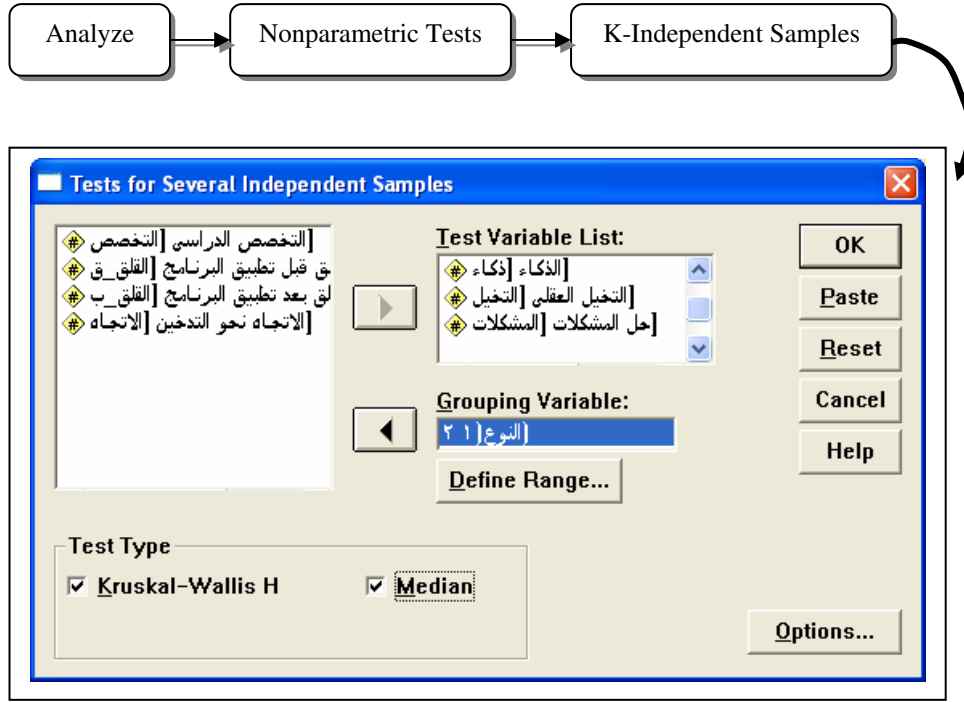 Analyze
Nonparametric Tests
K-Independent Samples
Tests for Several Independent Samples
التخصص الدراسى [التخصص]
ق قبل تطبيق البرنامج [القلق_ق
لق بعد تطبيق البرنامج [القلق_ب
الاتجاه نحو التدخين [الاتجاه]
Test Variable List:
الذكاء [ذكاء]
التخيل العقلى [التخيل]
حل المشكلات [المشكلات]
Grouping Variable:
النوع(١ ٢)
Define Range...
OK
Paste
Reset
Cancel
Help
Test Type
Kruskal-Wallis H
Median
Options...